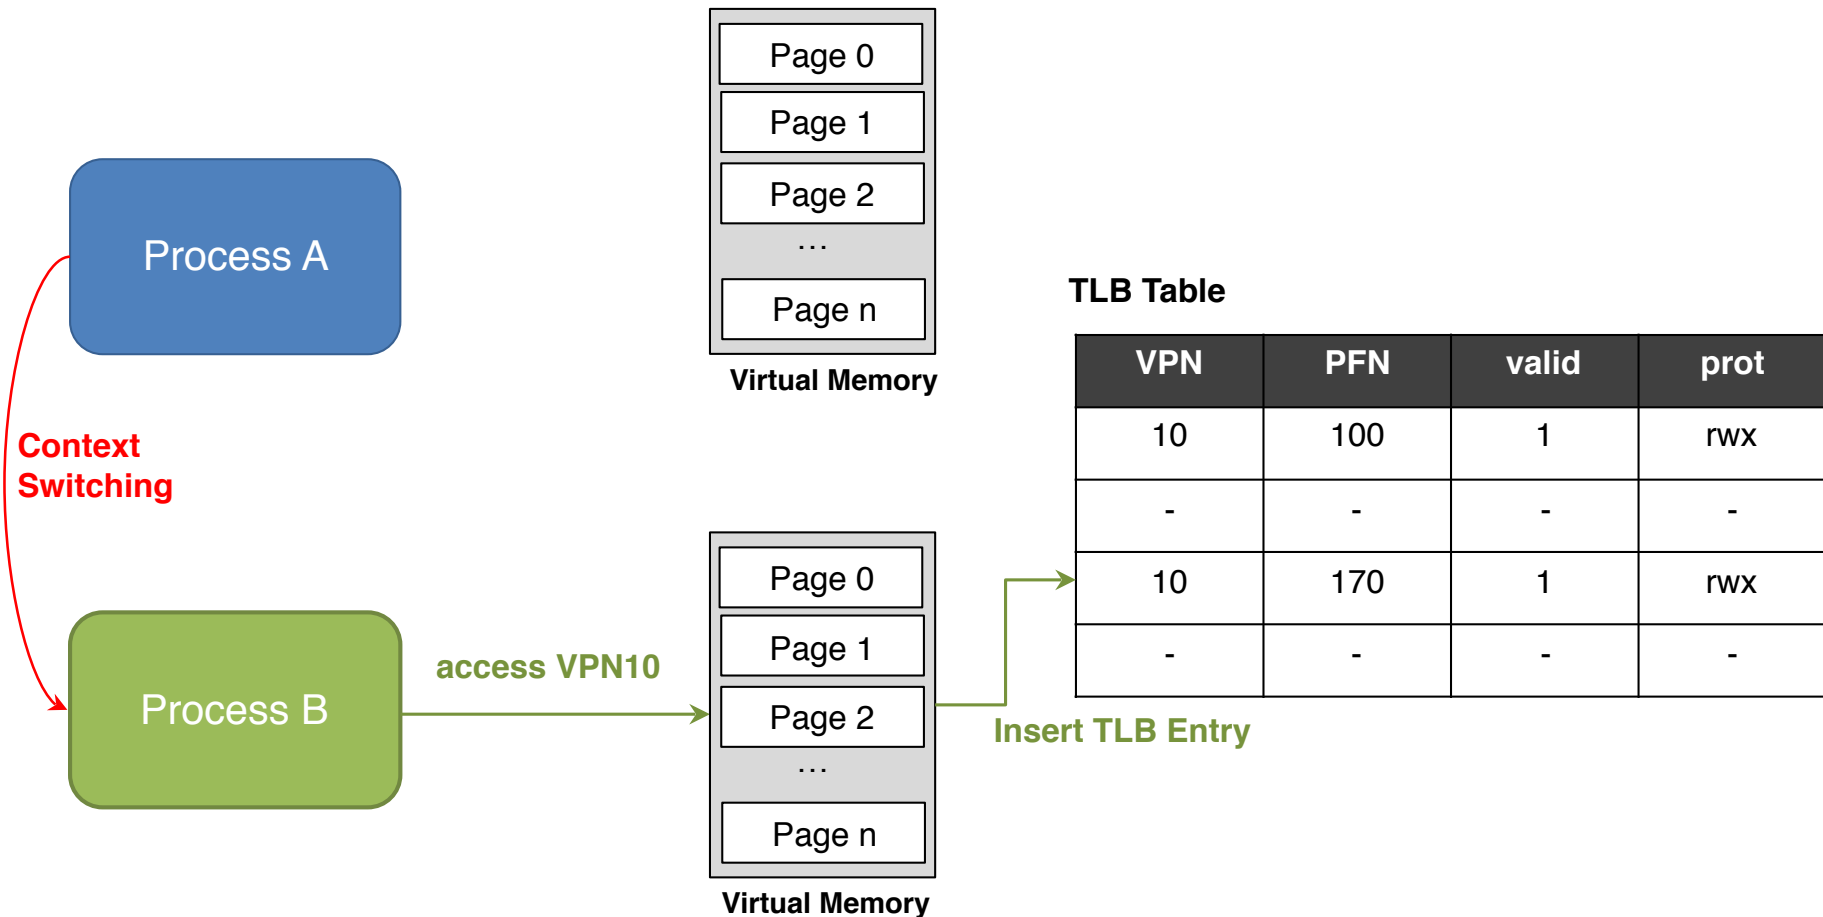 Page 0
Page 1
Page 2
...
Page n
Virtual Memory
Process A
Context
Switching
Process B
access VPN10
Page 0
Page 1
Page 2
...
Page n
Virtual Memory
Insert TLB Entry
TLB Table
VPN PFN valid prot
10 100 1 rwx
- - - -
10 170 1 rwx
- - - -